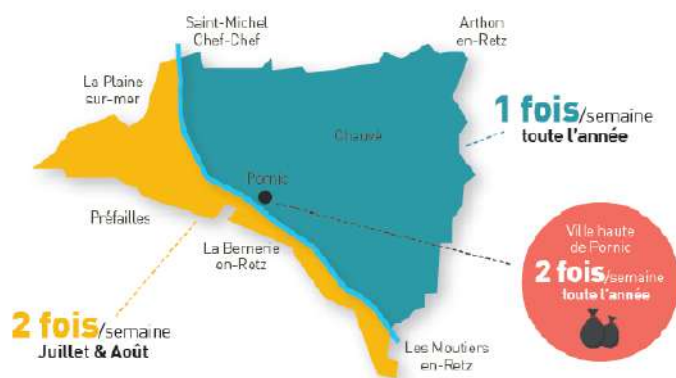 Saint-Michel
Chef-Chef
Arthon
en-Retz
La Plaine
sur-mer
1 fois/semaine
toute l'année
Chauvé
Pornic
Préfailles
La Bernerie
en-Retz
Ville haute
de Pornic
2 fois/semaine
toute l'année
2 fois/semaine
Juillet & Août
Les Moutiers
en-Retz